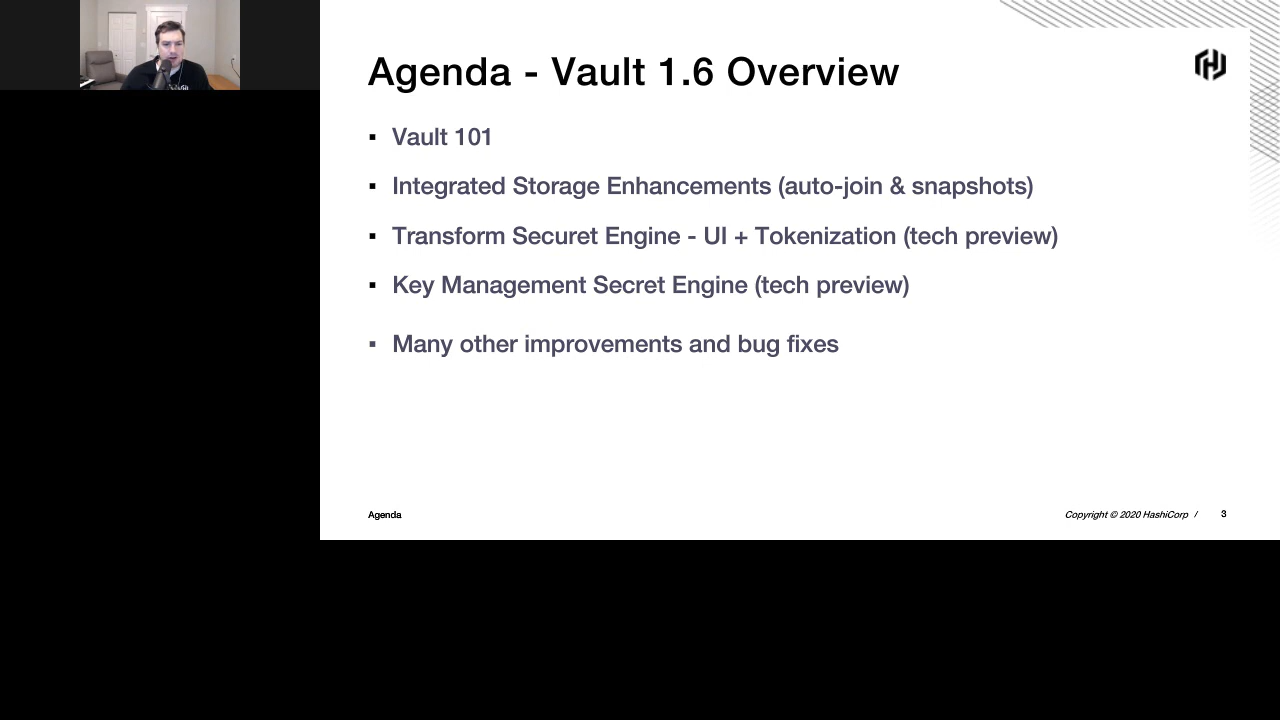 Agenda - Vault 1.6 Overview
▪ Vault 101
▪ Integrated Storage Enhancements (auto-join & snapshots)
▪ Transform Securet Engine - UI + Tokenization (tech preview)
▪ Key Management Secret Engine (tech preview)
▪ Many other improvements and bug fixes
Agenda
Copyright © 2020 HashiCorp / 3